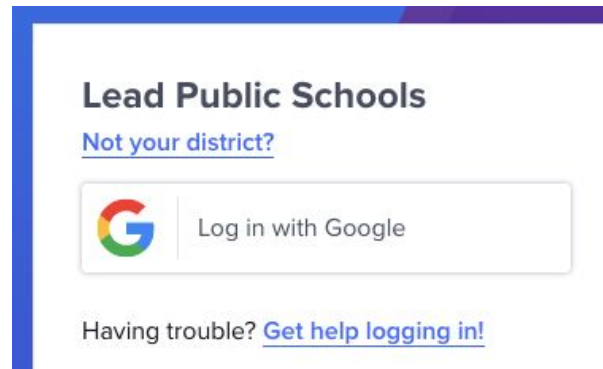 Lead Public Schools
Not your district?
Log in with Google
Having trouble? Get help logging in!